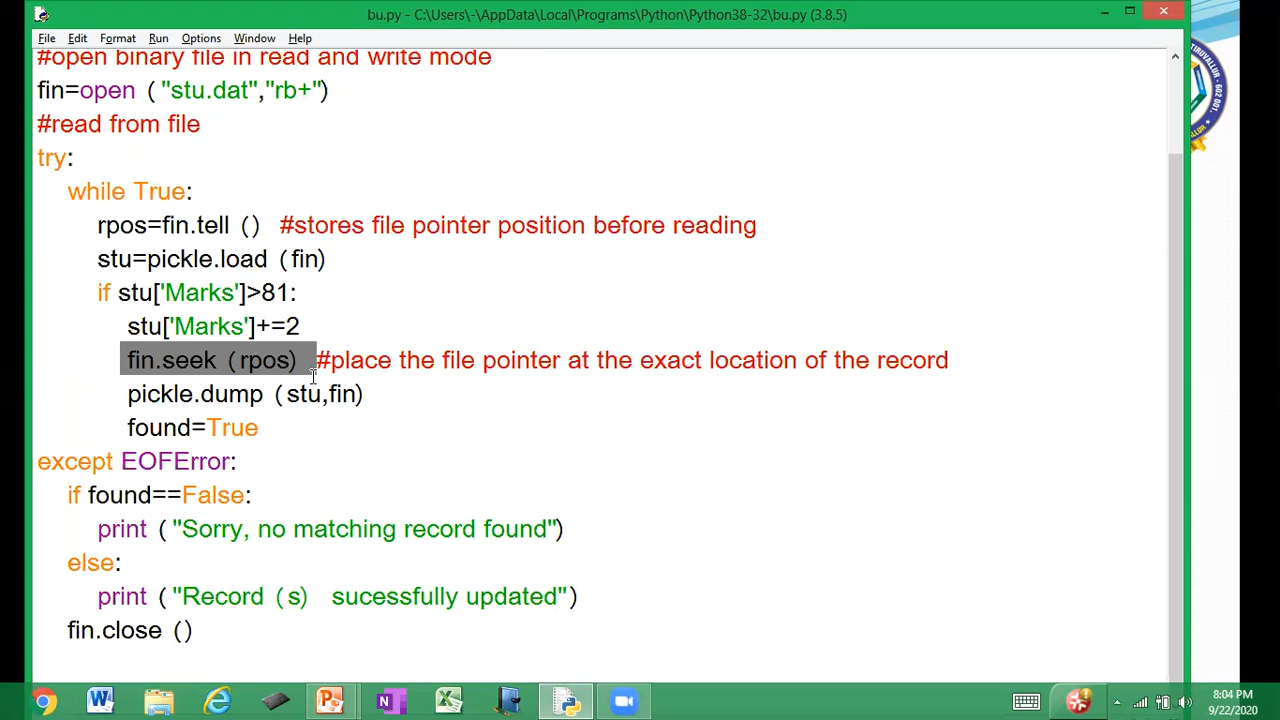 bu.py - C:\Users\-\AppData\Local\Programs\Python\Python38-32\bu.py (3.8.5)
File Edit Format Run Options Window Help
#open binary file in read and write mode
fin=open ("stu.dat","rb+")
#read from file
try:
while True:
rpos=fin.tell () #stores file pointer position before reading
stu=pickle.load (fin)
if stu['Marks']>81:
stu['Marks']+=2
fin.seek (rpos) #place the file pointer at the exact location of the record
pickle.dump (stu,fin)
found=True
except EOFError:
if found==False:
print ("Sorry, no matching record found")
else:
print ("Record (s) sucessfully updated")
fin.close ()
TIRUVALLUR - 602 001.
8:04 PM
9/22/2020